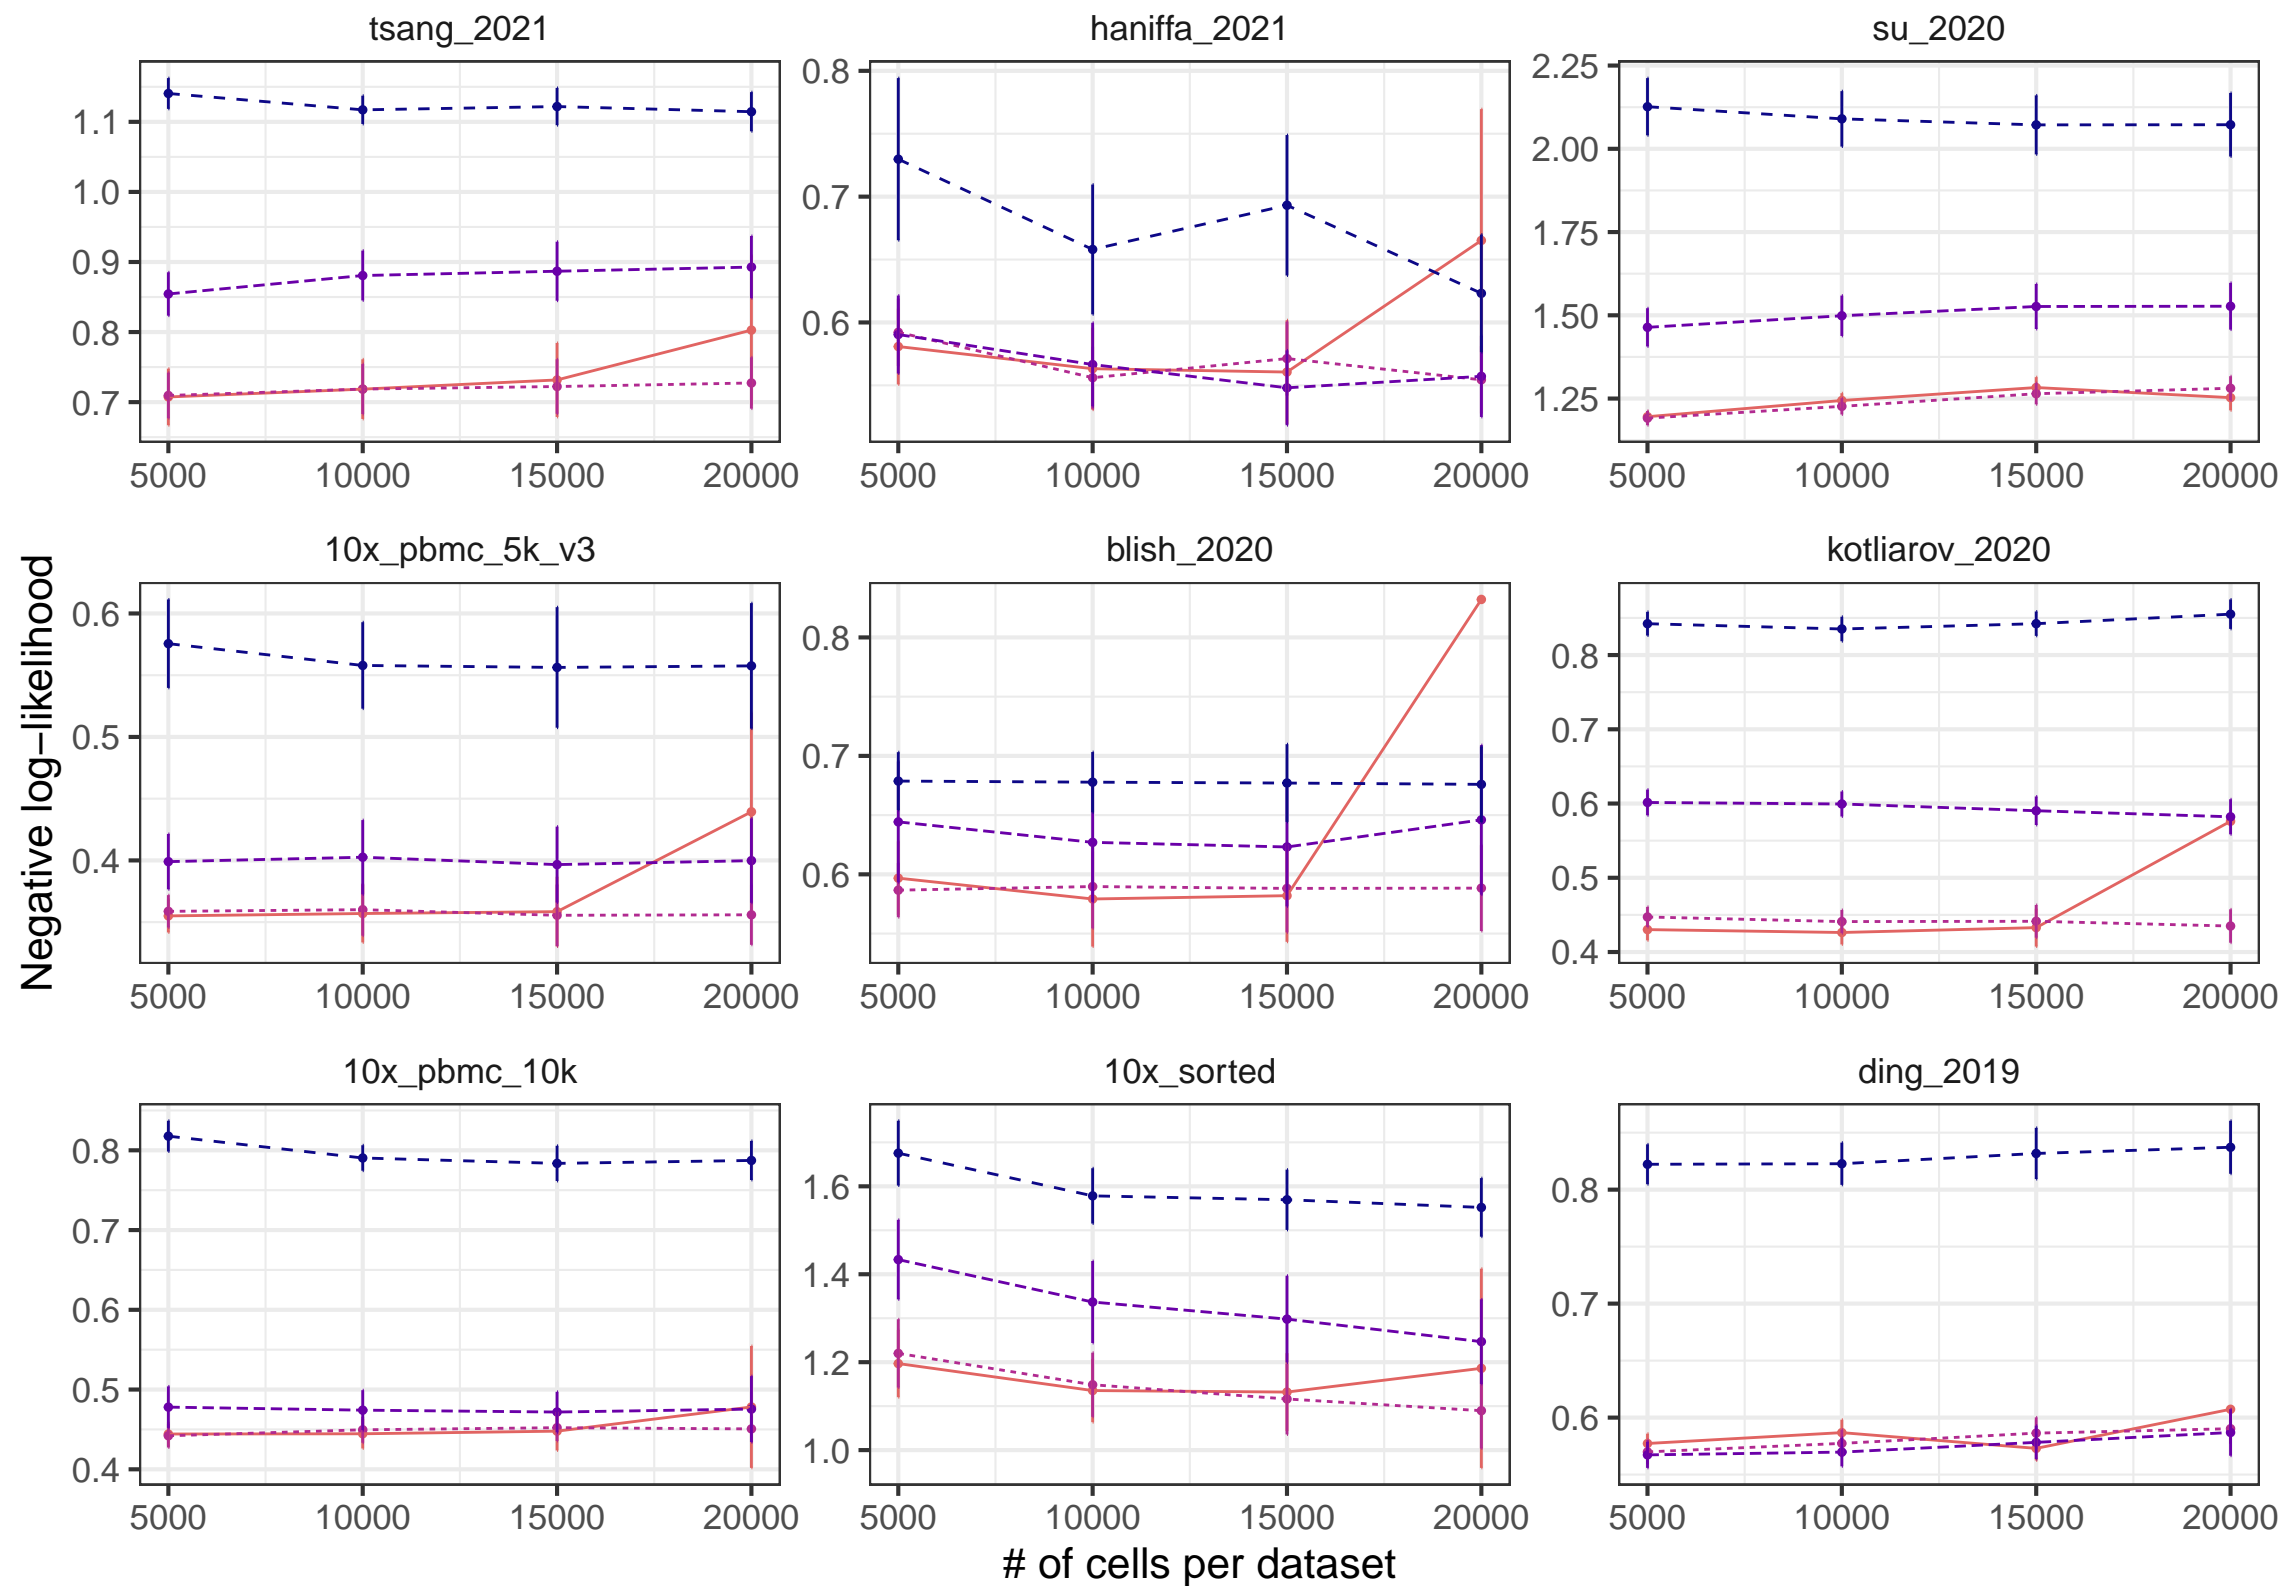 tsang_2021
haniffa_2021
su_2020
1.1
1.0
0.9
0.8
0.7
5000 10000 15000 20000
0.8
0.7
0.6
5000 10000 15000 20000
2.25
2.00
1.75
1.50
1.25
5000 10000 15000 20000
Negative log−likelihood
10x_pbmc_5k_v3
blish_2020
kotliarov_2020
0.6
0.5
0.4
5000 10000 15000 20000
0.8
0.7
0.6
5000 10000 15000 20000
0.8
0.7
0.6
0.5
0.4
5000 10000 15000 20000
10x_pbmc_10k
10x_sorted
ding_2019
0.8
0.7
0.6
0.5
0.4
5000 10000 15000 20000
1.6
1.4
1.2
1.0
5000 10000 15000 20000
0.8
0.7
0.6
5000 10000 15000 20000
# of cells per dataset